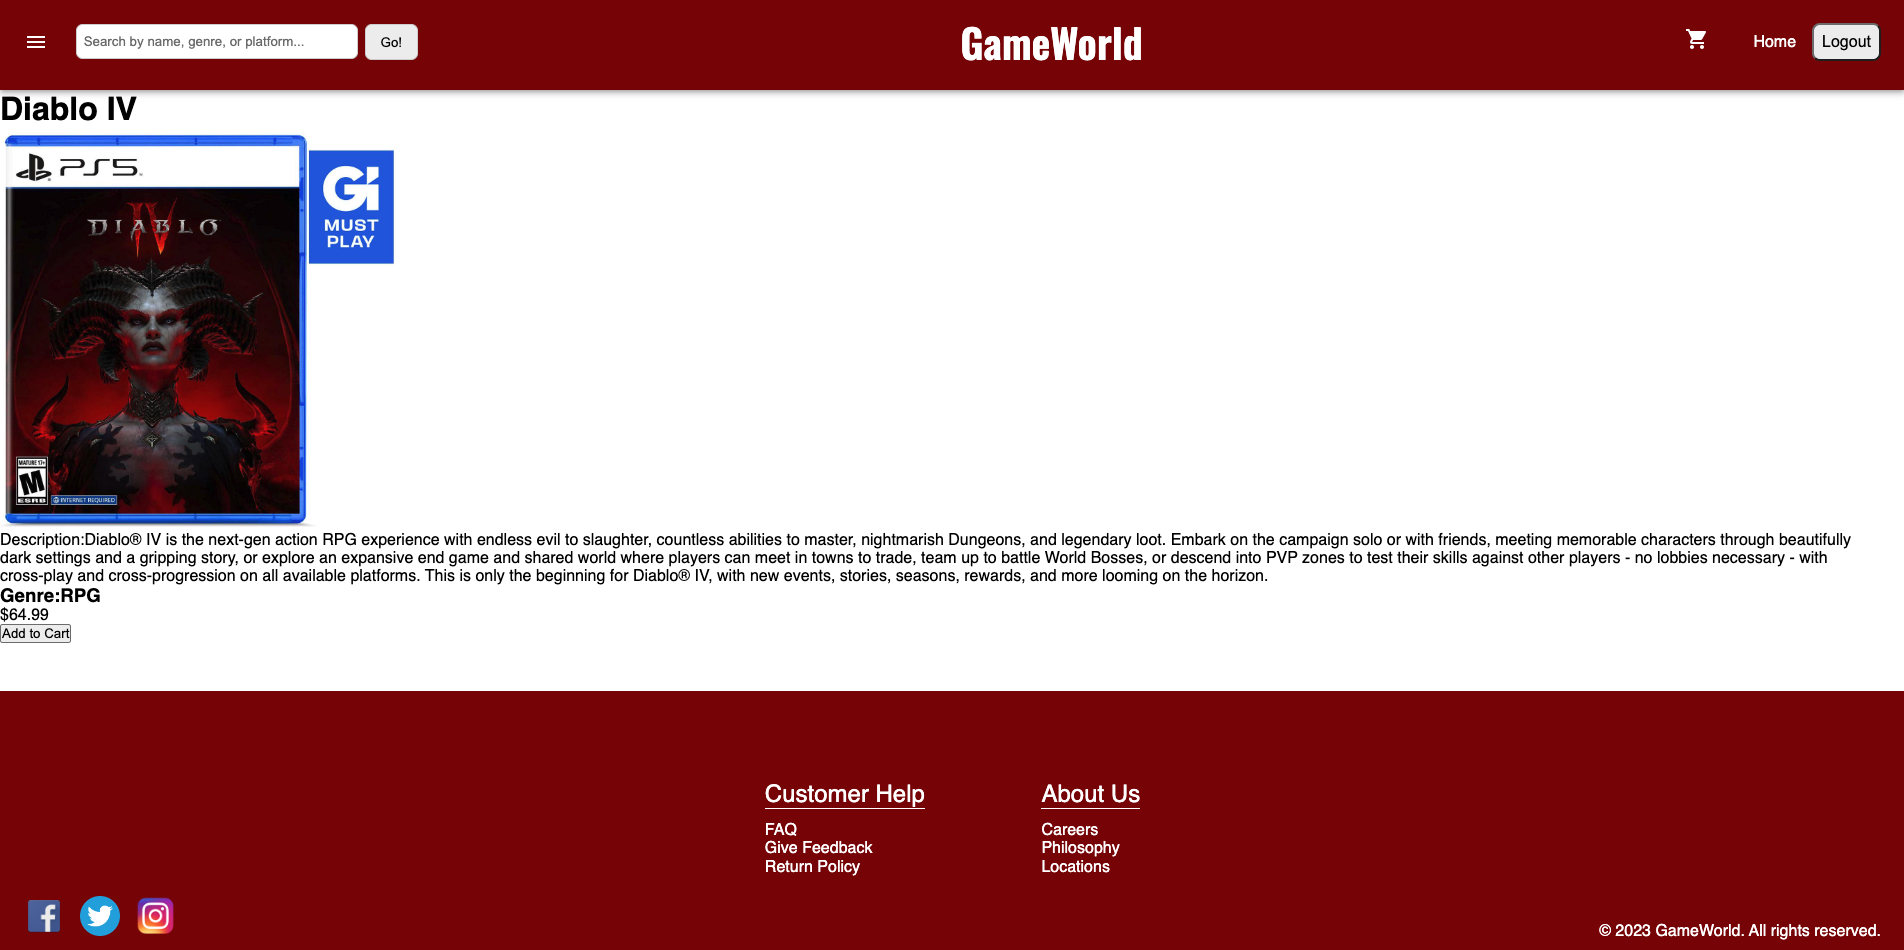 Search by name, genre, or platform...
Go!
GameWorld
Home
Logout
Diablo IV
PS5
DIABLO
IV
GI
MUST
PLAY
MATURE 17+
M
ESRB
INTERNET REQUIRED
Description:Diablo® IV is the next-gen action RPG experience with endless evil to slaughter, countless abilities to master, nightmarish Dungeons, and legendary loot. Embark on the campaign solo or with friends, meeting memorable characters through beautifully
dark settings and a gripping story, or explore an expansive end game and shared world where players can meet in towns to trade, team up to battle World Bosses, or descend into PVP zones to test their skills against other players - no lobbies necessary - with
cross-play and cross-progression on all available platforms. This is only the beginning for Diablo® IV, with new events, stories, seasons, rewards, and more looming on the horizon.
Genre:RPG
$64.99
Add to Cart
Customer Help
FAQ
Give Feedback
Return Policy
About Us
Careers
Philosophy
Locations
© 2023 GameWorld. All rights reserved.